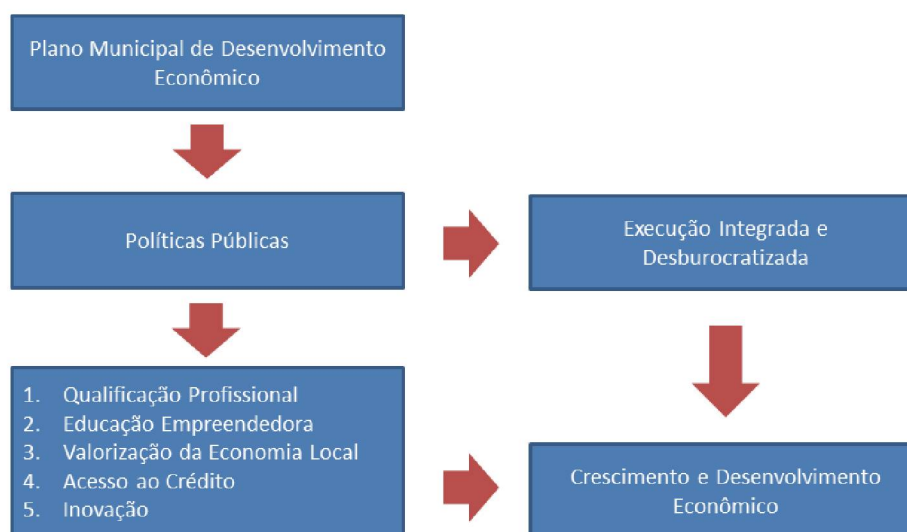 Plano Municipal de Desenvolvimento
Econômico
Políticas Públicas
Execução Integrada e
Desburocratizada
1. Qualificação Profissional
2. Educação Empreendedora
3. Valorização da Economia Local
4. Acesso ao Crédito
5. Inovação
Crescimento e Desenvolvimento
Econômico